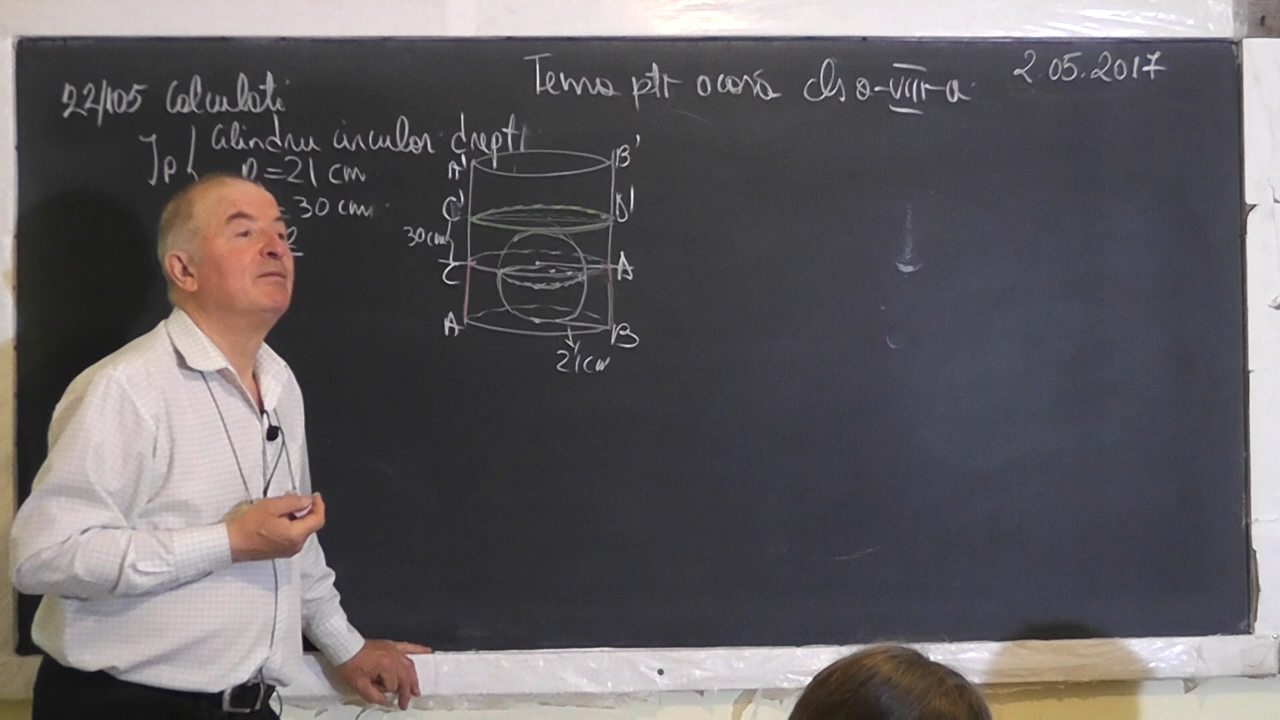 Tema ptr acasă cls a-VIII-a
2.05.2017
22/105 Calculați
Ip { Cilindru circular drept
= 21 cm
= 30 cm
A' B'
C' D'
30 cm
C
A B
21 cm